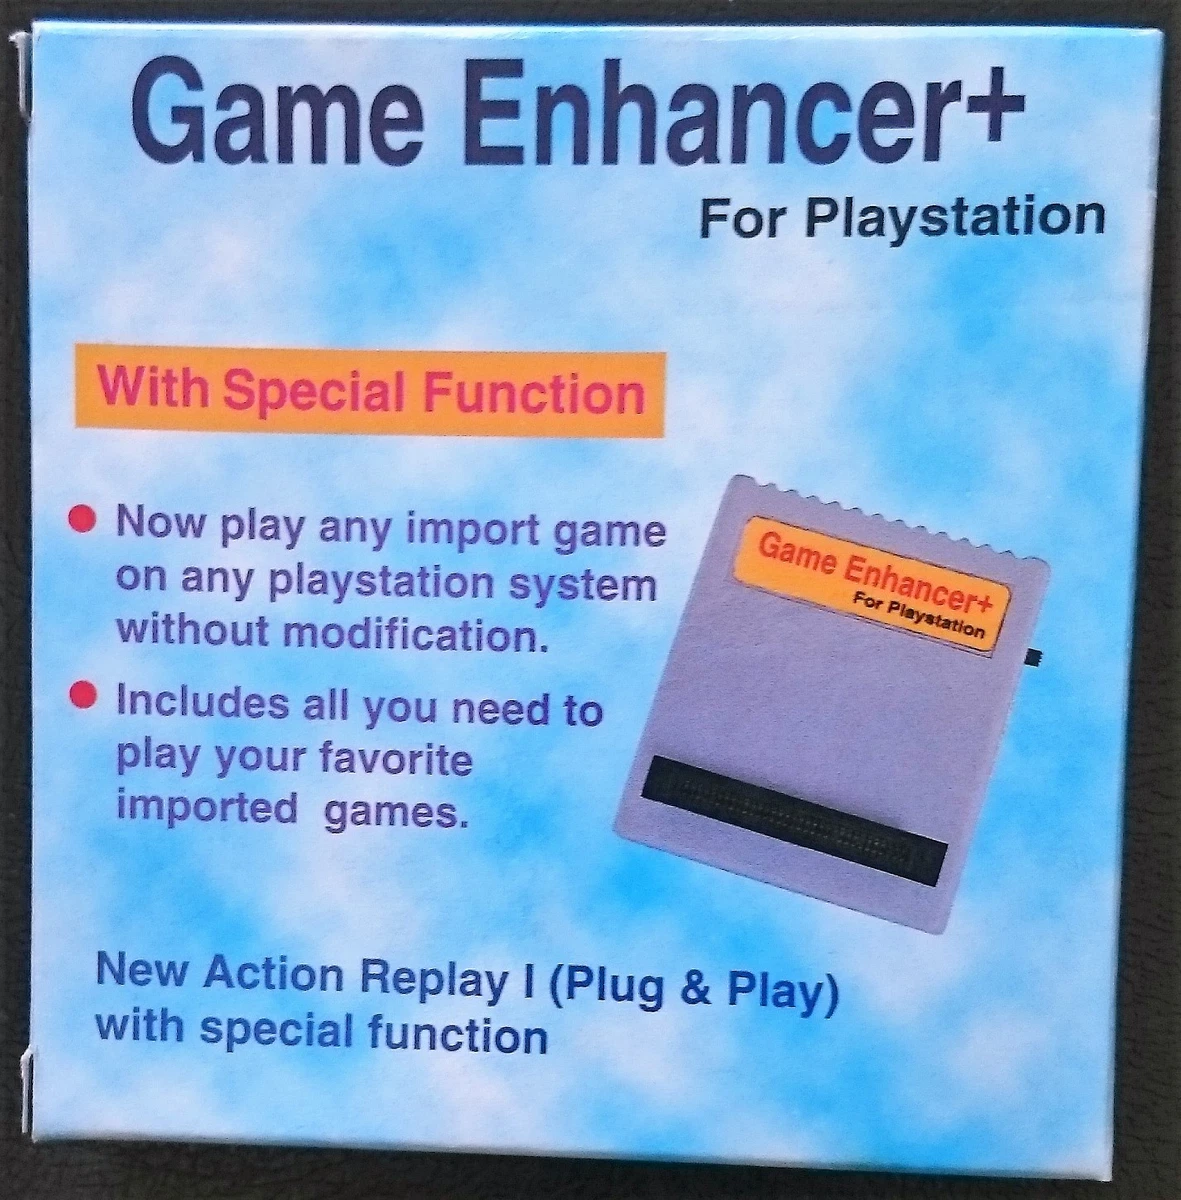 Game Enhancer+
For Playstation
With Special Function
Now play any import game
on any playstation system
without modification.
Includes all you need to
play your favorite
imported games.
Game Enhancer+
For Playstation
New Action Replay I (Plug & Play)
with special function